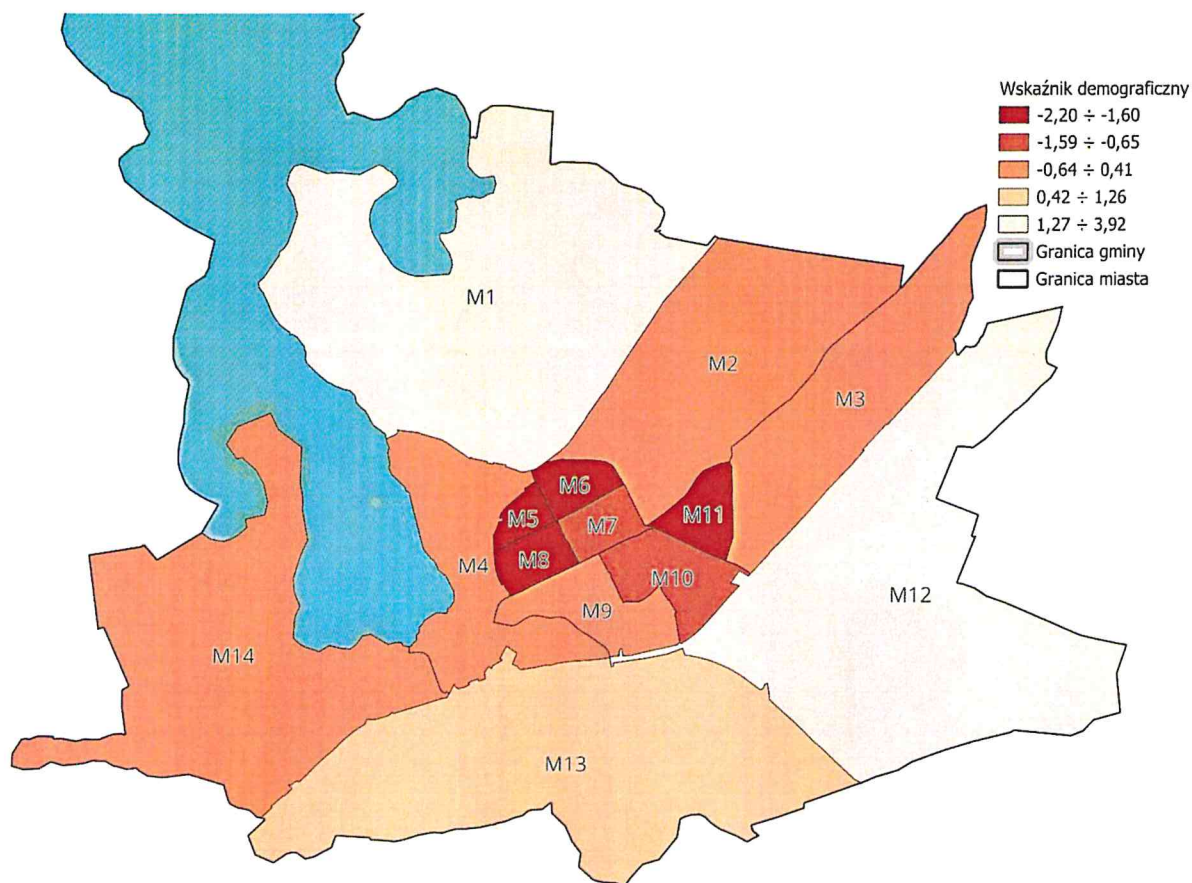 Wskaźnik demograficzny
-2,20 ÷ -1,60
-1,59 ÷ -0,65
-0,64 ÷ 0,41
0,42 ÷ 1,26
1,27 ÷ 3,92
Granica gminy
Granica miasta
M1
M2
M3
M6
M5
M7
M11
M8
M4
M10
M9
M12
M14
M13